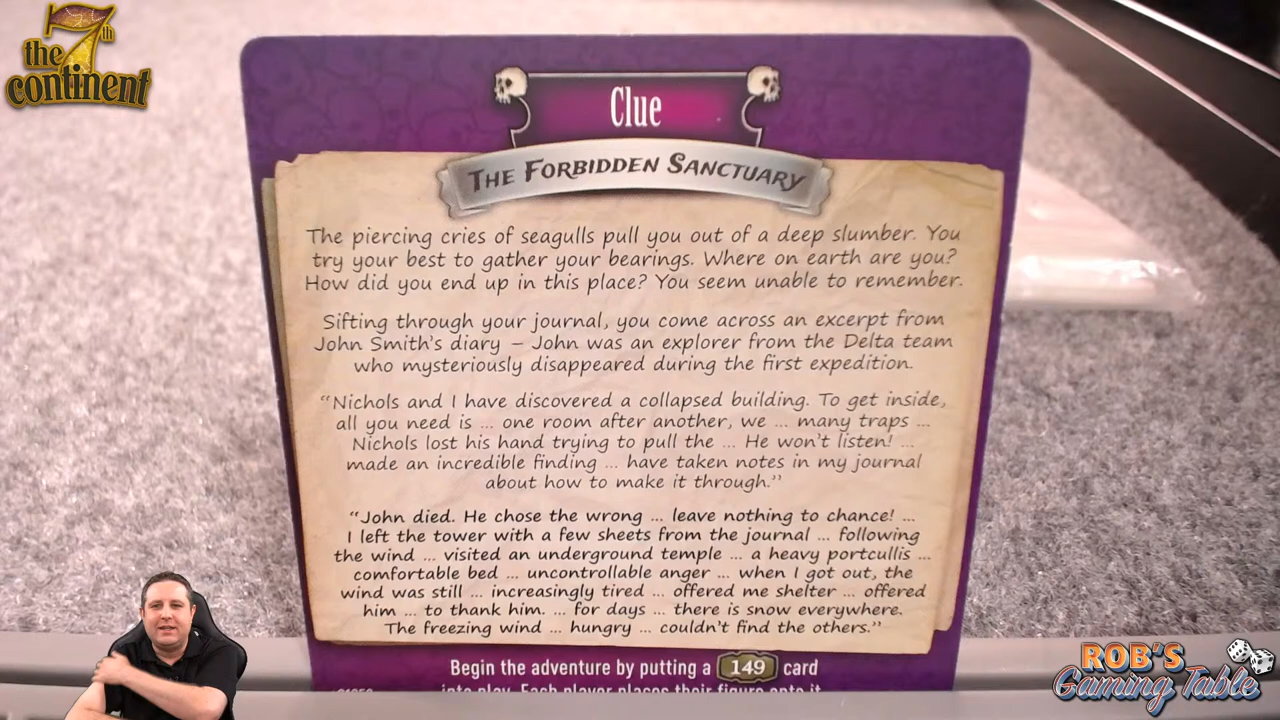 the 7th
continent
Clue
THE FORBIDDEN SANCTUARY
The piercing cries of seagulls pull you out of a deep slumber. You
try your best to gather your bearings. Where on earth are you?
How did you end up in this place? You seem unable to remember.
Sifting through your journal, you come across an excerpt from
John Smith's diary – John was an explorer from the Delta team
who mysteriously disappeared during the first expedition.
“Nichols and I have discovered a collapsed building. To get inside,
all you need is ... one room after another, we ... many traps ...
Nichols lost his hand trying to pull the ... He won't listen! ...
made an incredible finding ... have taken notes in my journal
about how to make it through.”
“John died. He chose the wrong ... leave nothing to chance! ...
I left the tower with a few sheets from the journal ... following
the wind ... visited an underground temple ... a heavy portcullis ...
comfortable bed ... uncontrollable anger ... when I got out, the
wind was still ... increasingly tired ... offered me shelter ... offered
him ... to thank him. ... for days ... there is snow everywhere.
The freezing wind ... hungry ... couldn't find the others.”
Begin the adventure by putting a 149 card
into play. Each player places their figure onto it
ROB'S
Gaming Table